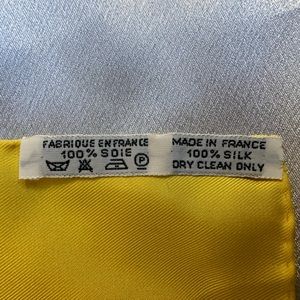 FABRIQUE EN FRANCE
100% SOIE
P
MADE IN FRANCE
100% SILK
DRY CLEAN ONLY